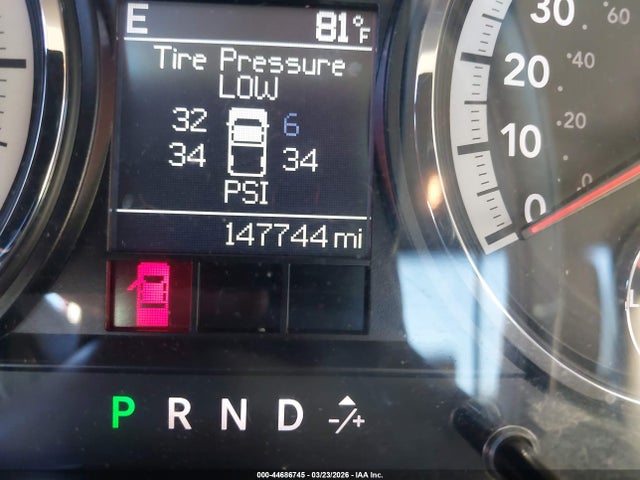 E 81°F
Tire Pressure
LOW
32 6
34 34
PSI
147744 mi
P R N D -/+
30
20
10
0
60
40
20
0
000-44686745 | 03/23/2026 - IAA Inc.